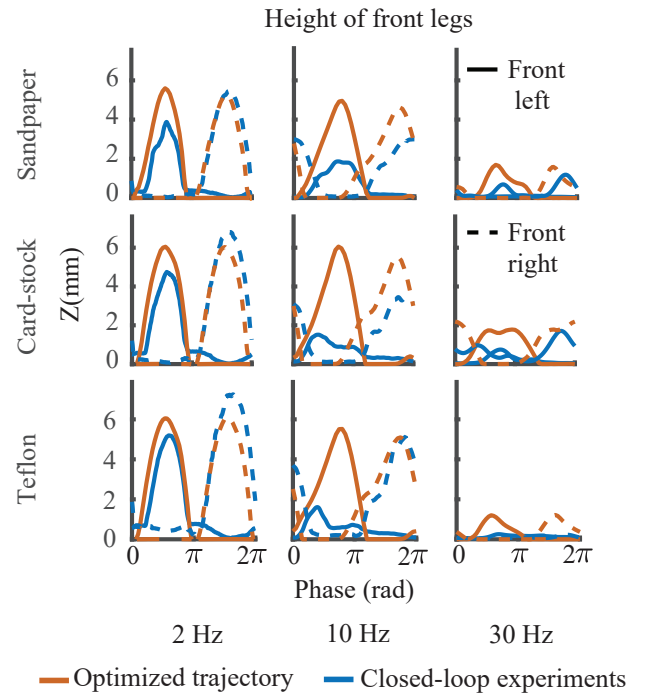 Height of front legs
Sandpaper
6
4
2
0
Front
left
Card-stock
Z(mm)
6
4
2
0
Front
right
Teflon
6
4
2
0
0 π 2π 0 π 2π 0 π 2π
Phase (rad)
2 Hz 10 Hz 30 Hz
Optimized trajectory Closed-loop experiments